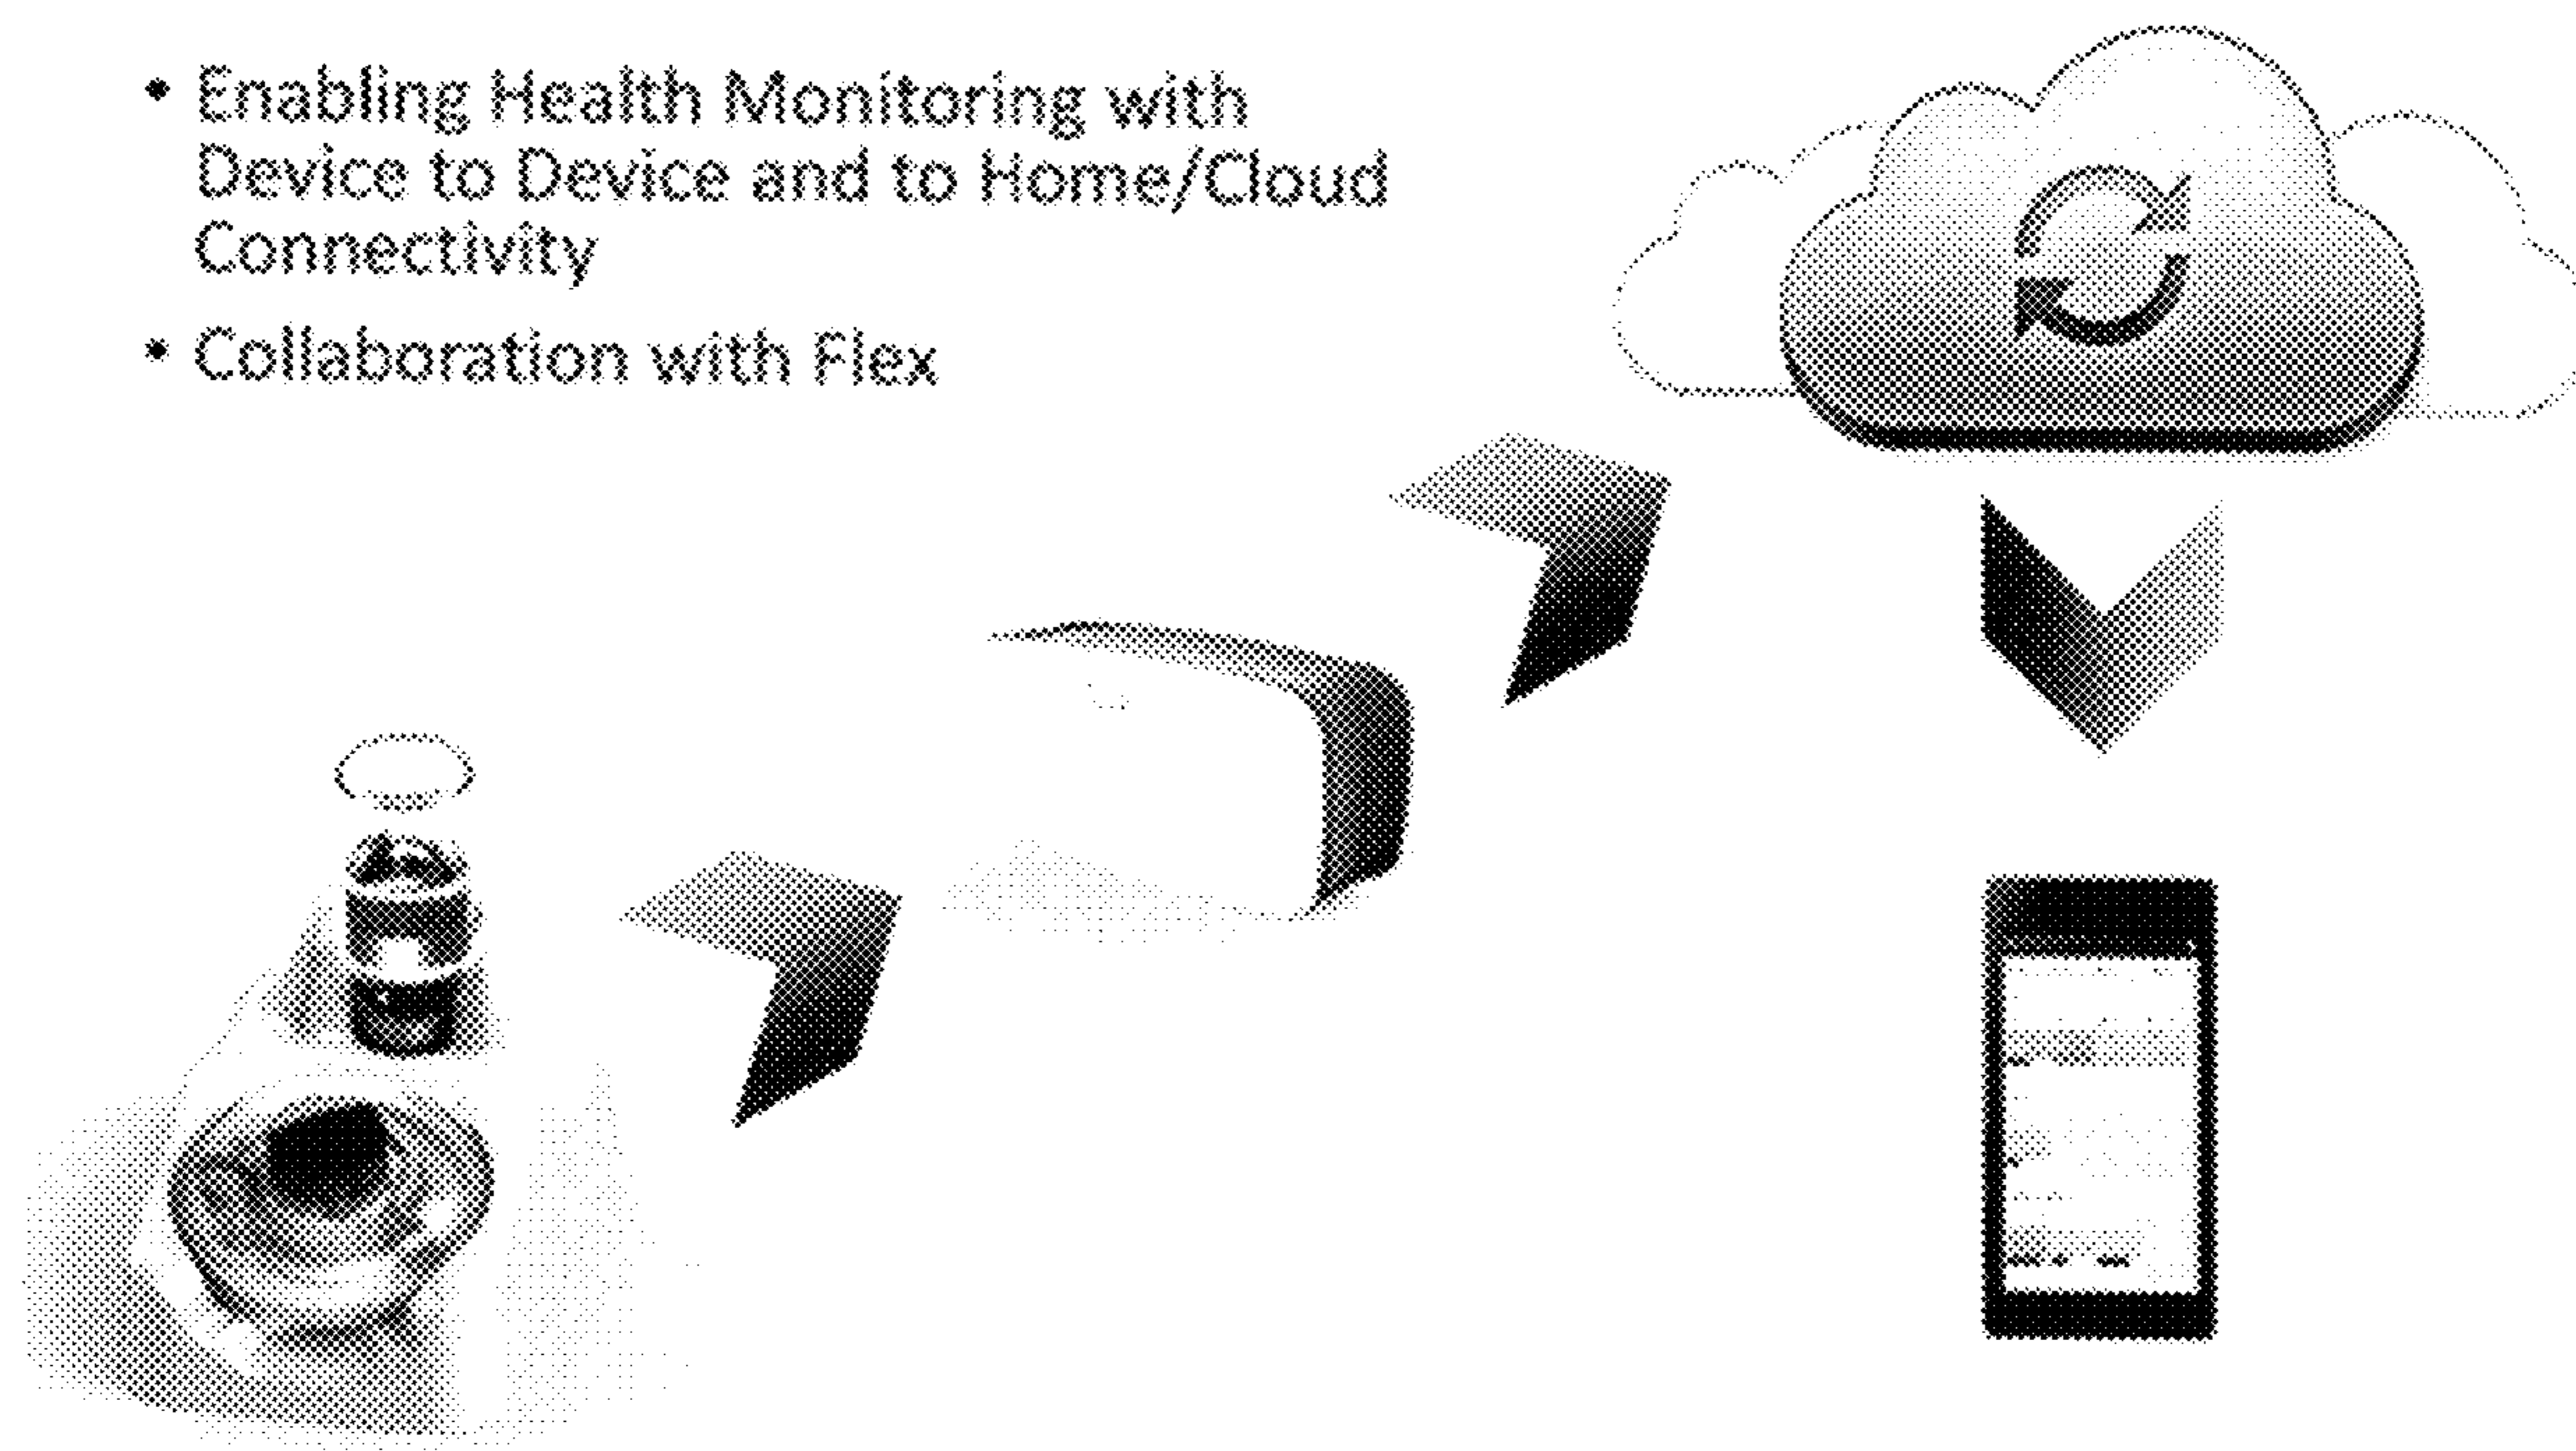 • Enabling Health Monitoring with
Device to Device and to Home/Cloud
Connectivity
• Collaboration with Flex